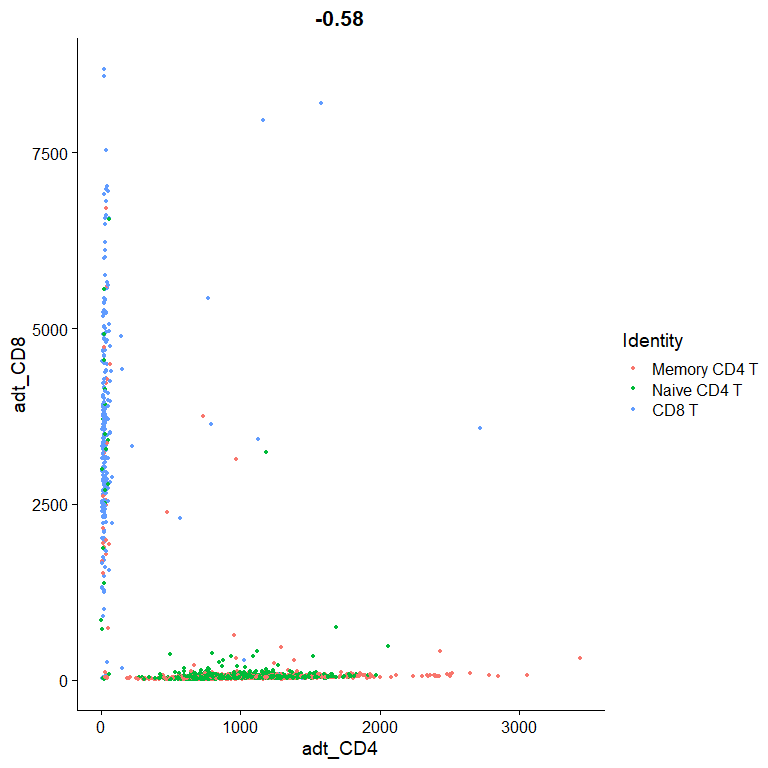 -0.58
adt_CD8
7500
5000
2500
0
0
1000
2000
3000
adt_CD4
Identity
Memory CD4 T
Naive CD4 T
CD8 T